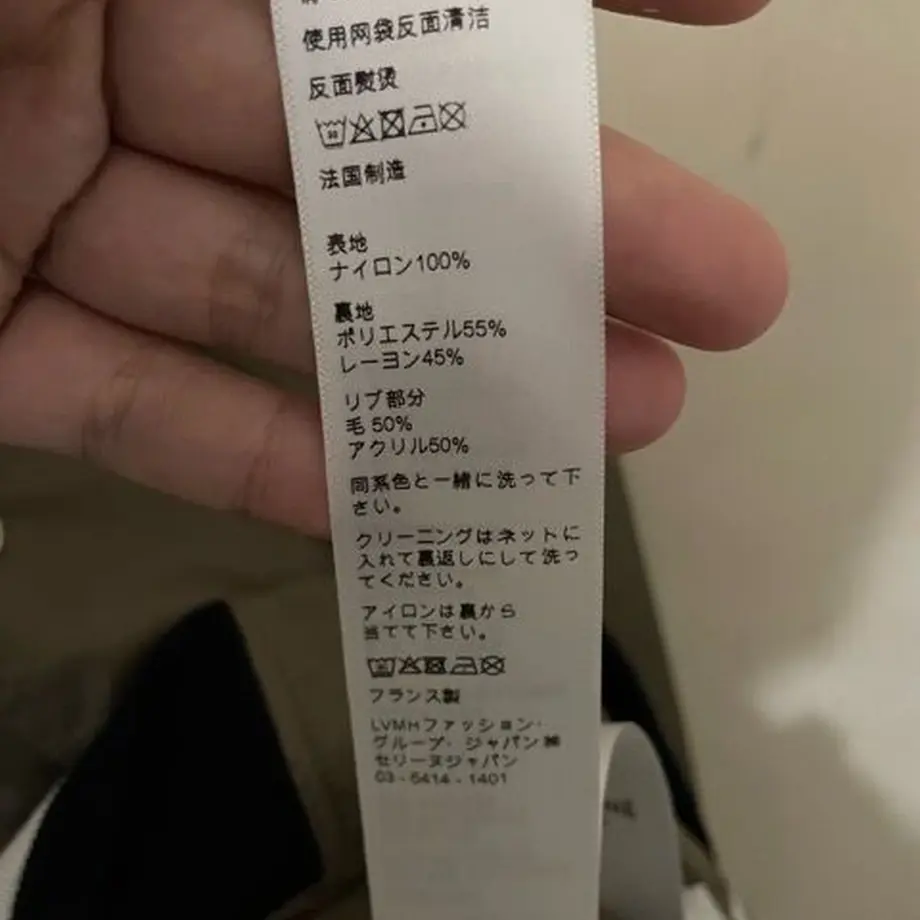 使用网袋反面清洁
反面熨烫
30
法国制造
表地
ナイロン100%
裏地
ポリエステル55%
レーヨン45%
リブ部分
毛 50%
アクリル50%
同系色と一緒に洗って下
さい。
クリーニングはネットに
入れて裏返しにして洗っ
てください。
アイロンは裏から
当てて下さい。
フランス製
LVMHファッション・
グループ・ジャパン㈱
セリーヌジャパン
03-5414-1401